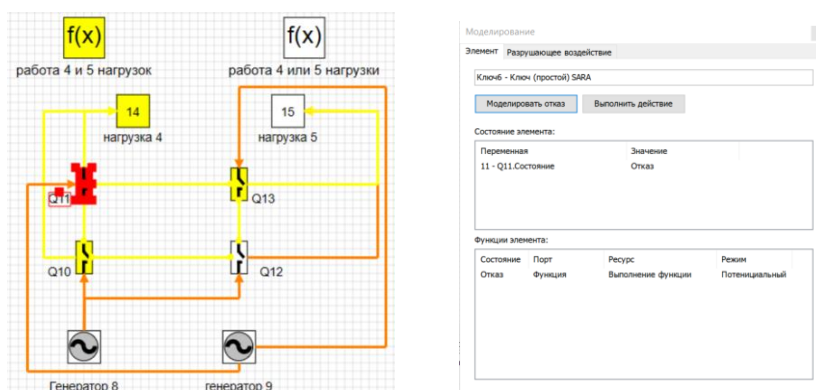 f(x)
f(x)
работа 4 и 5 нагрузок
работа 4 или 5 нагрузки
14
15
нагрузка 4
нагрузка 5
Q11
Q13
Q10
Q12
Генератор 8
генератор 9
Моделирование
Элемент Разрушающее воздействие
Ключ6 - Ключ (простой) SARA
Моделировать отказ Выполнить действие
Состояние элемента:
Переменная Значение
11 - Q11.Состояние Отказ
Функции элемента:
Состояние Порт Ресурс Режим
Отказ Функция Выполнение функции Потенициальный